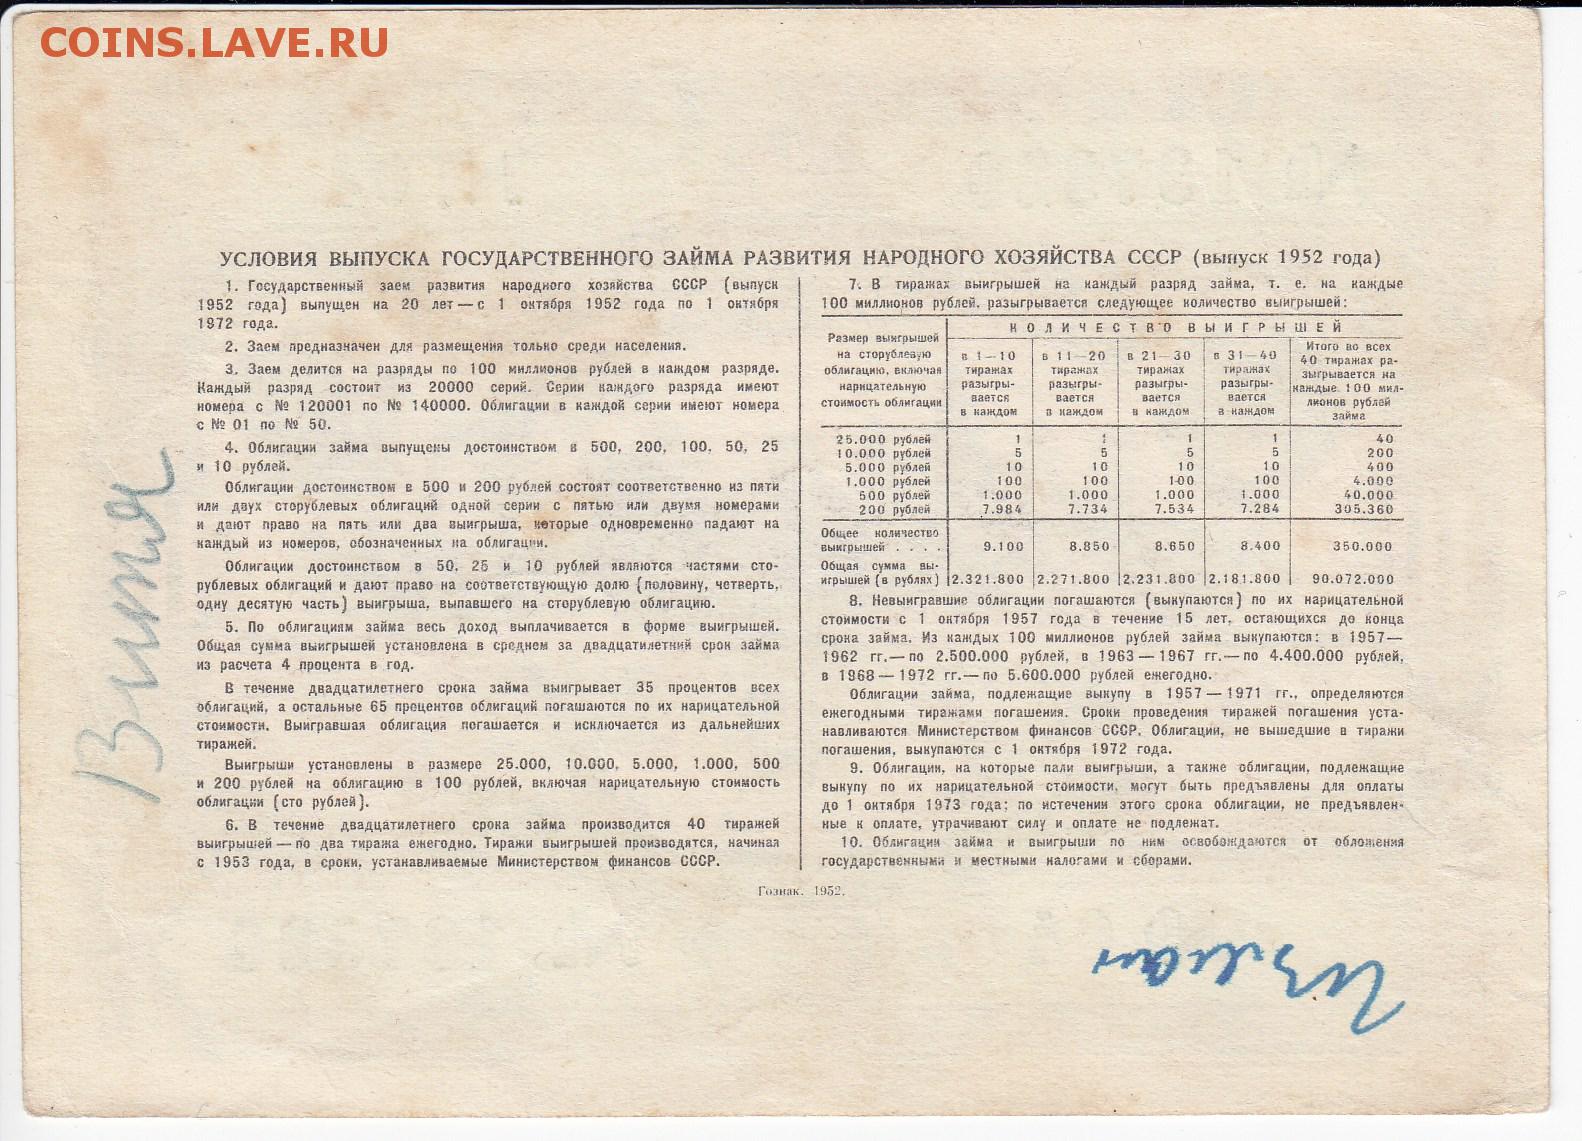 COINS.LAVE.RU
УСЛОВИЯ ВЫПУСКА ГОСУДАРСТВЕННОГО ЗАЙМА РАЗВИТИЯ НАРОДНОГО ХОЗЯЙСТВА СССР (выпуск 1952 года)
1. Государственный заем развития народного хозяйства СССР (выпуск
1952 года) выпущен на 20 лет — с 1 октября 1952 года по 1 октября
1972 года.
2. Заем предназначен для размещения только среди населения.
3. Заем делится на разряды по 100 миллионов рублей в каждом разряде.
Каждый разряд состоит из 20000 серий. Серии каждого разряда имеют
номера с № 120001 по № 140000. Облигации в каждой серии имеют номера
с № 01 по № 50.
4. Облигации займа выпущены достоинством в 500, 200, 100, 50, 25
и 10 рублей.
Облигации достоинством в 500 и 200 рублей состоят соответственно из пяти
или двух сторублевых облигаций одной серии с пятью или двумя номерами
и дают право на пять или два выигрыша, которые одновременно падают на
каждый из номеров, обозначенных на облигации.
Облигации достоинством в 50, 25 и 10 рублей являются частями сто-
рублевых облигаций и дают право на соответствующую долю (половину, четверть,
одну десятую часть) выигрыша, выпавшего на сторублевую облигацию.
5. По облигациям займа весь доход выплачивается в форме выигрышей.
Общая сумма выигрышей установлена в среднем за двадцатилетний срок займа
из расчета 4 процента в год.
В течение двадцатилетнего срока займа выигрывает 35 процентов всех
облигаций, а остальные 65 процентов облигаций погашаются по их нарицательной
стоимости. Выигравшая облигация погашается и исключается из дальнейших
тиражей.
Выигрыши установлены в размере 25.000, 10.000, 5.000, 1.000, 500
и 200 рублей на облигацию в 100 рублей, включая нарицательную стоимость
облигации (сто рублей).
6. В течение двадцатилетнего срока займа производится 40 тиражей
выигрышей — по два тиража ежегодно. Тиражи выигрышей производятся, начиная
с 1953 года, в сроки, устанавливаемые Министерством финансов СССР.
7. В тиражах выигрышей на каждый разряд займа, т. е. на каждые
100 миллионов рублей, разыгрывается следующее количество выигрышей:
Размер выигрышей на сторублевую облигацию, включая нарицательную стоимость облигации
КОЛИЧЕСТВО ВЫИГРЫШЕЙ
в 1—10 тиражах разыгры-вается в каждом
в 11—20 тиражах разыгры-вается в каждом
в 21—30 тиражах разыгры-вается в каждом
в 31—40 тиражах разыгры-вается в каждом
Итого во всех 40 тиражах ра-зыгрывается на каждые 100 мил-лионов рублей займа
25.000 рублей 1 1 1 1 40
10.000 рублей 5 5 5 5 200
5.000 рублей 10 10 10 10 400
1.000 рублей 100 100 100 100 4.000
500 рублей 1.000 1.000 1.000 1.000 40.000
200 рублей 7.984 7.734 7.534 7.284 305.360
Общее количество
выигрышей . . . . 9.100 8.850 8.650 8.400 350.000
Общая сумма вы-
игрышей (в рублях) 2.321.800 2.271.800 2.231.800 2.181.800 90.072.000
8. Невыигравшие облигации погашаются (выкупаются) по их нарицательной
стоимости с 1 октября 1957 года в течение 15 лет, остающихся до конца
срока займа. Из каждых 100 миллионов рублей займа выкупаются: в 1957—
1962 гг.— по 2.500.000 рублей, в 1963 — 1967 гг.— по 4.400.000 рублей,
в 1968 — 1972 гг.— по 5.600.000 рублей ежегодно.
Облигации займа, подлежащие выкупу в 1957 — 1971 гг., определяются
ежегодными тиражами погашения. Сроки проведения тиражей погашения уста-
навливаются Министерством финансов СССР. Облигации, не вышедшие в тиражи
погашения, выкупаются с 1 октября 1972 года.
9. Облигации, на которые пали выигрыши, а также облигации, подлежащие
выкупу по их нарицательной стоимости, могут быть предъявлены для оплаты
до 1 октября 1973 года; по истечении этого срока облигации, не предъявлен-
ные к оплате, утрачивают силу и оплате не подлежат.
10. Облигации займа и выигрыши по ним освобождаются от обложения
государственными и местными налогами и сборами.
Гознак. 1952.
Витя